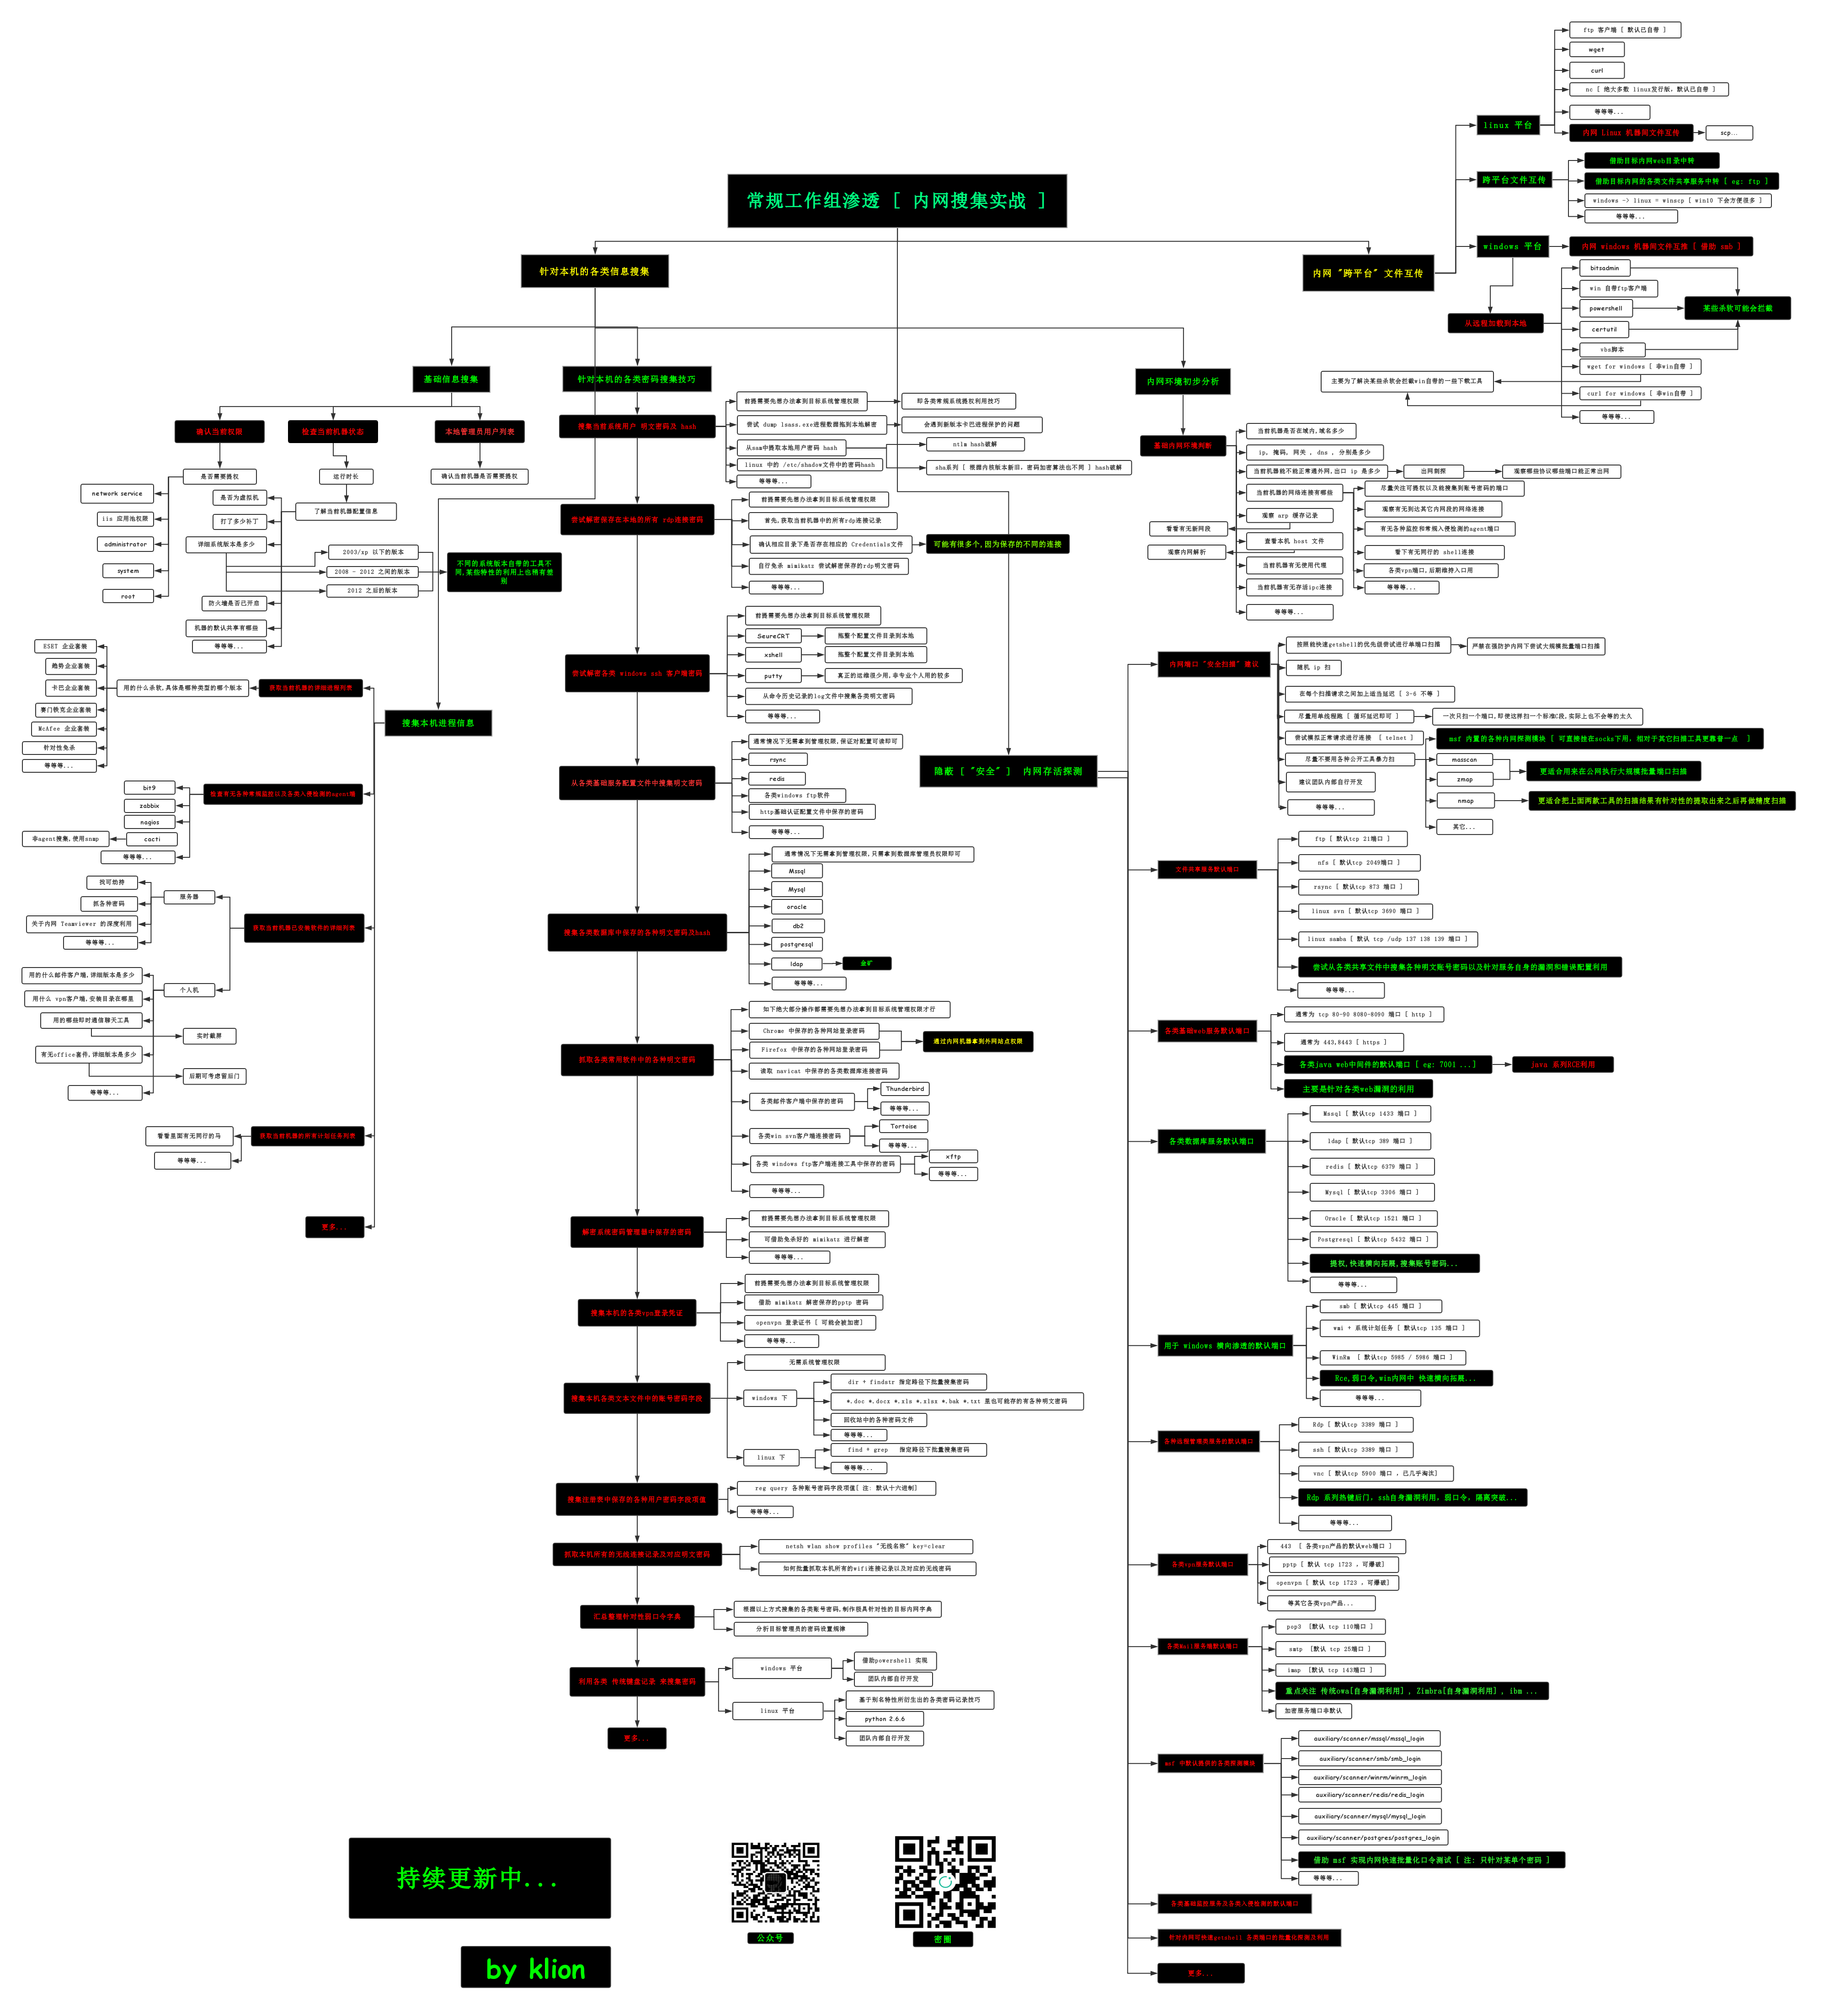 常规工作组渗透 [ 内网搜集实战 ]
针对本机的各类信息搜集
基础信息搜集
确认当前权限
是否需要提权
network service
iis 应用池权限
administrator
system
root
检查当前机器状态
运行时长
了解当前机器配置信息
是否为虚拟机
打了多少补丁
详细系统版本是多少
2003/xp 以下的版本
2008 - 2012 之间的版本
2012 之后的版本
不同的系统版本自带的工具不
同,某些特性的利用上也稍有差
别
防火墙是否已开启
机器的默认共享有哪些
等等等...
本地管理员用户列表
确认当前机器是否需要提权
搜集本机进程信息
获取当前机器的详细进程列表
用的什么杀软,具体是哪种类型的哪个版本
ESET 企业套装
趋势企业套装
卡巴企业套装
赛门铁克企业套装
McAfee 企业套装
针对性免杀
等等等...
检查有无各种常规监控以及各类入侵检测的agent端
bit9
zabbix
nagios
cacti
非agent搜集,使用snmp
等等等...
获取当前机器已安装软件的详细列表
服务器
找可劫持
抓各种密码
关于内网 Teamviewer 的深度利用
等等等...
个人机
用的什么邮件客户端,详细版本是多少
用什么 vpn客户端,安装目录在哪里
用的哪些即时通信聊天工具
实时截屏
有无office套件,详细版本是多少
后期可考虑留后门
等等等...
获取当前机器的所有计划任务列表
看看里面有无同行的马
等等等...
更多...
针对本机的各类密码搜集技巧
搜集当前系统用户 明文密码及 hash
前提需要先想办法拿到目标系统管理权限
即各类常规系统提权利用技巧
尝试 dump lsass.exe进程数据拖到本地解密
会遇到新版本卡巴进程保护的问题
从sam中提取本地用户密码 hash
ntlm hash破解
linux 中的 /etc/shadow文件中的密码hash
sha系列 [ 根据内核版本新旧, 密码加密算法也不同 ] hash破解
等等等...
尝试解密保存在本地的所有 rdp连接密码
前提需要先想办法拿到目标系统管理权限
首先,获取当前机器中的所有rdp连接记录
确认相应目录下是否存在相应的 Credentials文件
可能有很多个,因为保存的不同的连接
自行免杀 mimikatz 尝试解密保存的rdp明文密码
等等等...
尝试解密各类 windows ssh 客户端密码
前提需要先想办法拿到目标系统管理权限
SeureCRT
拖整个配置文件目录到本地
xshell
拖整个配置文件目录到本地
putty
真正的运维很少用,非专业个人用的较多
从命令历史记录的log文件中搜集各类明文密码
等等等...
从各类基础服务配置文件中搜集明文密码
通常情况下无需拿到管理权限,保证对配置可读即可
rsync
redis
各类windows ftp软件
http基础认证配置文件中保存的密码
等等等...
搜集各类数据库中保存的各种明文密码及hash
通常情况下无需拿到管理权限,只需拿到数据库管理员权限即可
Mssql
Mysql
oracle
db2
postgresql
ldap
金矿
等等等...
抓取各种常用软件中的各种明文密码
如下绝大部分操作都需要先想办法拿到目标系统管理权限才行
Chrome 中保存的各种网站登录密码
Firefox 中保存的各种网站登录密码
通过内网机器拿到外网站点权限
读取 navicat 中保存的各类数据库连接密码
各类邮件客户端中保存的密码
Thunderbird
等等等...
各类win svn客户端连接密码
Tortoise
等等等...
各类 windows ftp客户端连接工具中保存的密码
xftp
等等等...
等等等...
解密系统密码管理器中保存的密码
前提需要先想办法拿到目标系统管理权限
可借助免杀好的 mimikatz 进行解密
等等等...
搜集本机的各类vpn登录凭证
前提需要先想办法拿到目标系统管理权限
借助 mimikatz 解密保存的pptp 密码
openvpn 登录证书 [ 可能会被加密]
等等等...
搜集本机各类文本文件中的账号密码字段
无需系统管理权限
windows 下
dir + findstr 指定路径下批量搜集密码
*.doc *.docx *.xls *.xlsx *.bak *.txt 里也可能存的有各种明文密码
回收站中的各种密码文件
等等等...
linux 下
find + grep 指定路径下批量搜集密码
等等等...
搜集注册表中保存的各种用户密码字段项值
reg query 各种账号密码字段项值[ 注: 默认十六进制]
等等等...
抓取本机所有的无线连接记录及对应明文密码
netsh wlan show profiles "无线名称" key=clear
如何批量抓取本机所有的wifi连接记录以及对应的无线密码
汇总整理针对性弱口令字典
根据以上方式搜集的各类账号密码,制作极具针对性的目标内网字典
分析目标管理员的密码设置规律
利用各类 传统键盘记录 来搜集密码
windows 平台
借助powershell 实现
团队内部自行开发
linux 平台
基于别名特性所衍生出的各类密码记录技巧
python 2.6.6
团队内部自行开发
更多...
内网环境初步分析
基础内网环境判断
当前机器是否在域内,域名多少
ip, 掩码, 网关 , dns , 分别是多少
当前机器能不能正常通外网,出口 ip 是多少
出网刺探
观察哪些协议哪些端口能正常出网
当前机器的网络连接有哪些
尽量关注可提权以及能搜集到账号密码的端口
观察有无到达其它内网段的网络连接
有无各种监控和常规入侵检测的agent端口
看下有无同行的 shell连接
各类vpn端口,后期维持入口用
等等等...
观察 arp 缓存记录
看看有无新网段
查看本机 host 文件
观察内网解析
当前机器有无使用代理
当前机器有无存活ipc连接
等等等...
内网 "跨平台" 文件互传
linux 平台
ftp 客户端 [ 默认已自带 ]
wget
curl
nc [ 绝大多数 linux发行版, 默认已自带 ]
等等等...
内网 Linux 机器间文件互传
scp...
跨平台文件互传
借助目标内网web目录中转
借助目标内网的各类文件共享服务中转 [ eg: ftp ]
windows -> linux = winscp [ win10 下会方便很多 ]
等等等...
windows 平台
内网 windows 机器间文件互推 [ 借助 smb ]
从远程加载到本地
bitsadmin
win 自带ftp客户端
powershell
certutil
vbs脚本
某些杀软可能会拦截
wget for windows [ 非win自带 ]
主要为了解决某些杀软会拦截win自带的一些下载工具
curl for windows [ 非win自带 ]
等等等...
隐蔽 [ "安全" ] 内网存活探测
内网端口 "安全扫描" 建议
按照能快速getshell的优先级尝试进行单端口扫描
严禁在强防护内网下尝试大规模批量端口扫描
随机 ip 扫
在每个扫描请求之间加上适当延迟 [ 3-6 不等 ]
尽量用单线程跑 [ 循环延迟即可 ]
一次只扫一个端口,即使这样扫一个标准C段,实际上也不会等的太久
尝试模拟正常请求进行连接 [ telnet ]
尽量不要用各种公开工具暴力扫
msf 内置的各种内网探测模块 [ 可直接挂在socks下用, 相对于其它扫描工具更靠普一点 ]
masscan
zmap
更适合用来在公网执行大规模批量端口扫描
nmap
更适合把上面两款工具的扫描结果有针对性的提取出来之后再做精度扫描
其它...
建议团队内部自行开发
等等等...
文件共享服务默认端口
ftp [ 默认tcp 21端口 ]
nfs [ 默认tcp 2049端口 ]
rsync [ 默认tcp 873 端口 ]
linux svn [ 默认tcp 3690 端口 ]
linux samba [ 默认 tcp /udp 137 138 139 端口 ]
尝试从各类共享文件中搜集各种明文账号密码以及针对服务自身的漏洞和错误配置利用
等等等...
各类基础web服务默认端口
通常为 tcp 80-90 8080-8090 端口 [ http ]
通常为 443,8443 [ https ]
各类java web中间件的默认端口 [ eg: 7001 ...]
java 系列RCE利用
主要是针对各类web漏洞的利用
各类数据库服务默认端口
Mssql [ 默认tcp 1433 端口 ]
ldap [ 默认tcp 389 端口 ]
redis [ 默认tcp 6379 端口 ]
Mysql [ 默认tcp 3306 端口 ]
Oracle [ 默认tcp 1521 端口 ]
Postgresql [ 默认tcp 5432 端口 ]
提权,快速横向拓展,搜集账号密码...
等等等...
用于 windows 横向渗透的默认端口
smb [ 默认tcp 445 端口 ]
wmi + 系统计划任务 [ 默认tcp 135 端口 ]
WinRm [ 默认tcp 5985 / 5986 端口 ]
Rce,弱口令,win内网中 快速横向拓展...
等等等...
各种远程管理类服务的默认端口
Rdp [ 默认tcp 3389 端口 ]
ssh [ 默认tcp 3389 端口 ]
vnc [ 默认tcp 5900 端口 , 已几乎淘汰]
Rdp 系列热键后门, ssh自身漏洞利用, 弱口令, 隔离突破...
等等等...
各类vpn服务默认端口
443 [ 各类vpn产品的默认web端口 ]
pptp [ 默认 tcp 1723 , 可爆破]
openvpn [ 默认 tcp 1723 , 可爆破]
等其它各类vpn产品...
各类Mail服务端默认端口
pop3 [默认 tcp 110端口 ]
smtp [默认 tcp 25端口 ]
imap [默认 tcp 143端口 ]
重点关注 传统owa[自身漏洞利用] , Zimbra[自身漏洞利用] , ibm ...
加密服务端口非默认
msf 中默认附带的各类探测模块
auxiliary/scanner/mssql/mssql_login
auxiliary/scanner/smb/smb_login
auxiliary/scanner/winrm/winrm_login
auxiliary/scanner/redis/redis_login
auxiliary/scanner/mysql/mysql_login
auxiliary/scanner/postgres/postgres_login
借助 msf 实现内网快速批量化口令测试 [ 注: 只针对某单个密码 ]
等等等...
各类基础监控服务及各类入侵检测的默认端口
针对内网可快速getshell 各类端口的批量化探测及利用
更多...
持续更新中...
by klion
公众号
密圈